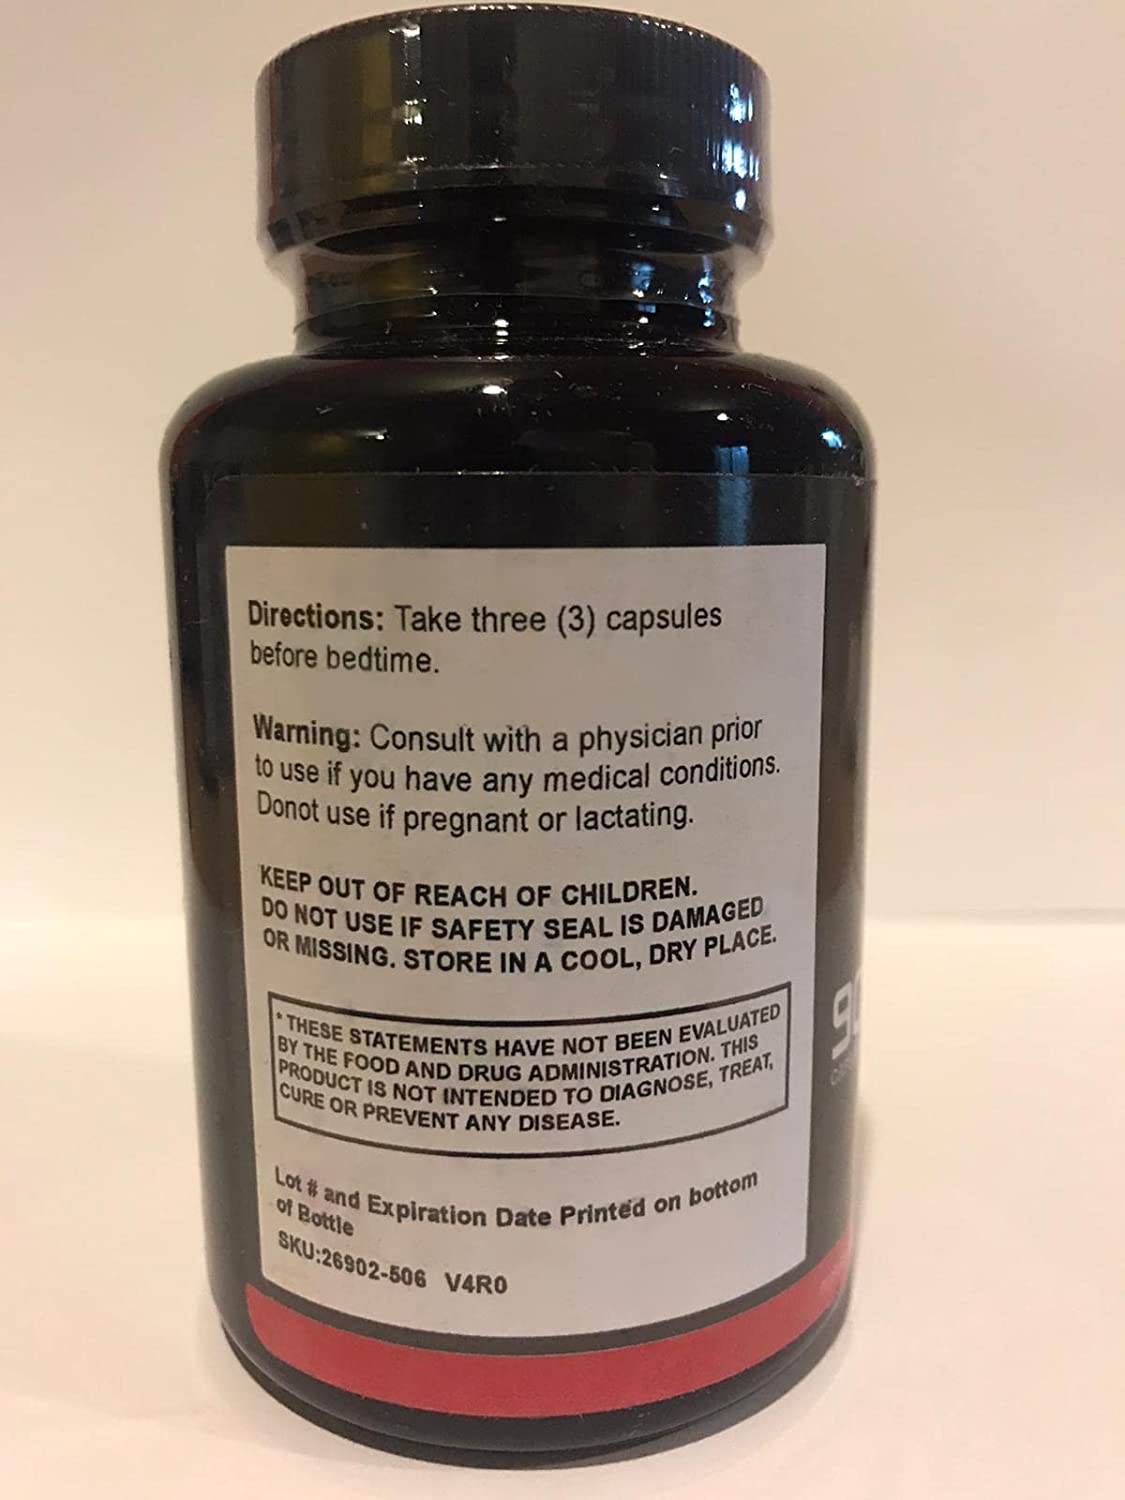 Directions: Take three (3) capsules
before bedtime.
Warning: Consult with a physician prior
to use if you have any medical conditions.
Donot use if pregnant or lactating.
KEEP OUT OF REACH OF CHILDREN.
DO NOT USE IF SAFETY SEAL IS DAMAGED
OR MISSING. STORE IN A COOL, DRY PLACE.
* THESE STATEMENTS HAVE NOT BEEN EVALUATED
BY THE FOOD AND DRUG ADMINISTRATION. THIS
PRODUCT IS NOT INTENDED TO DIAGNOSE, TREAT,
CURE OR PREVENT ANY DISEASE.
Lot # and Expiration Date Printed on bottom
of Bottle
SKU:26902-506 V4R0